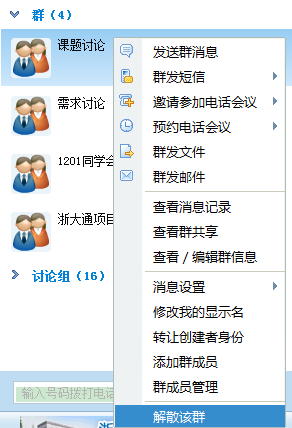 群（4）
课题讨论
需求讨论
1201同学会
浙大通项目
讨论组（16）
输入号码拨打电话
发送群消息
群发短信
邀请参加电话会议
预约电话会议
群发文件
群发邮件
查看消息记录
查看群共享
查看 / 编辑群信息
消息设置
修改我的显示名
转让创建者身份
添加群成员
群成员管理
解散该群